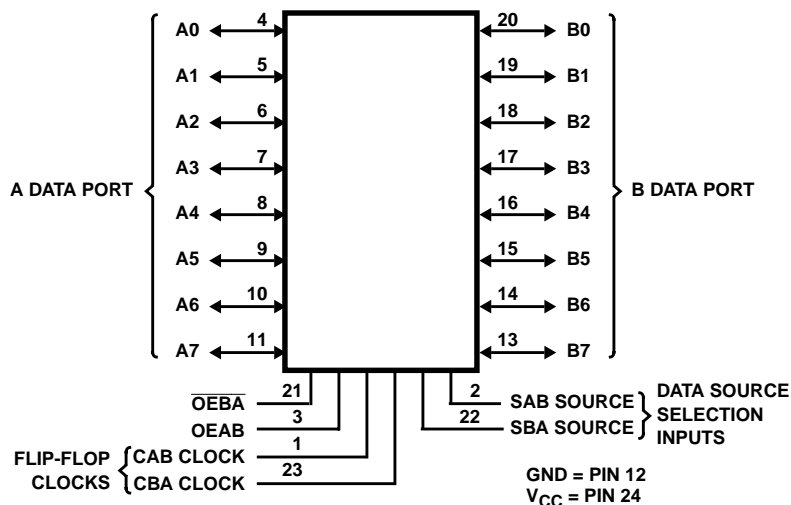 A0 4 20 B0
A1 5 19 B1
A2 6 18 B2
A3 7 17 B3
A DATA PORT B DATA PORT
A4 8 16 B4
A5 9 15 B5
A6 10 14 B6
A7 11 13 B7
O̅E̅B̅A̅ 21 2 SAB SOURCE DATA SOURCE
OEAB 3 22 SBA SOURCE SELECTION
INPUTS
FLIP-FLOP CAB CLOCK 1
CLOCKS CBA CLOCK 23
GND = PIN 12
VCC = PIN 24